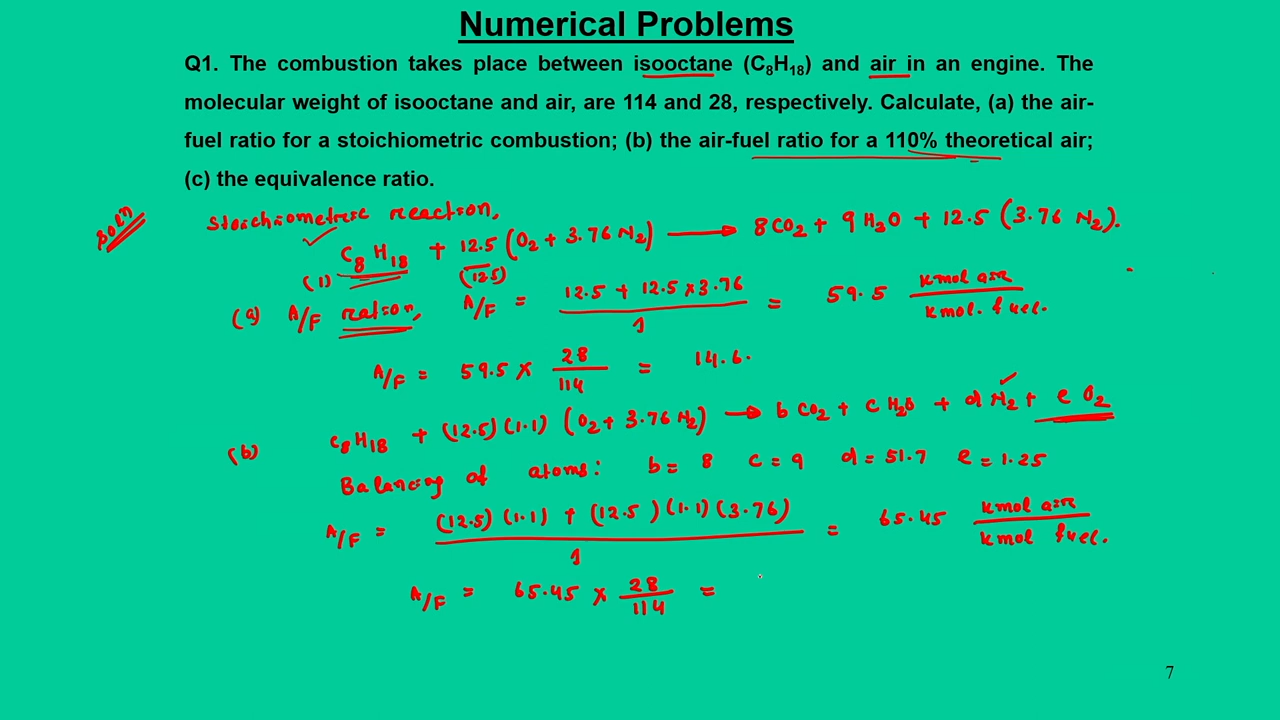 Numerical Problems
Q1. The combustion takes place between isooctane (C₈H₁₈) and air in an engine. The
molecular weight of isooctane and air, are 114 and 28, respectively. Calculate, (a) the air-
fuel ratio for a stoichiometric combustion; (b) the air-fuel ratio for a 110% theoretical air;
(c) the equivalence ratio.
Soln Stoichiometric reaction,
C₈H₁₈ + 12.5 (O₂ + 3.76 N₂) → 8CO₂ + 9H₂O + 12.5 (3.76 N₂).
(1) (12.5)
(a) A/F ration, A/F = (12.5 + 12.5 × 3.76)/1 = 59.5 kmol air/kmol. fuel.
A/F = 59.5 × 28/114 = 14.6.
(b) C₈H₁₈ + (12.5) (1.1) (O₂ + 3.76 N₂) → b CO₂ + c H₂O + d N₂ + e O₂
Balancing of atoms: b = 8 c = 9 d = 51.7 e = 1.25
A/F = ((12.5) (1.1) + (12.5) (1.1) (3.76))/1 = 65.45 kmol air/kmol fuel.
A/F = 65.45 × 28/114 =
7